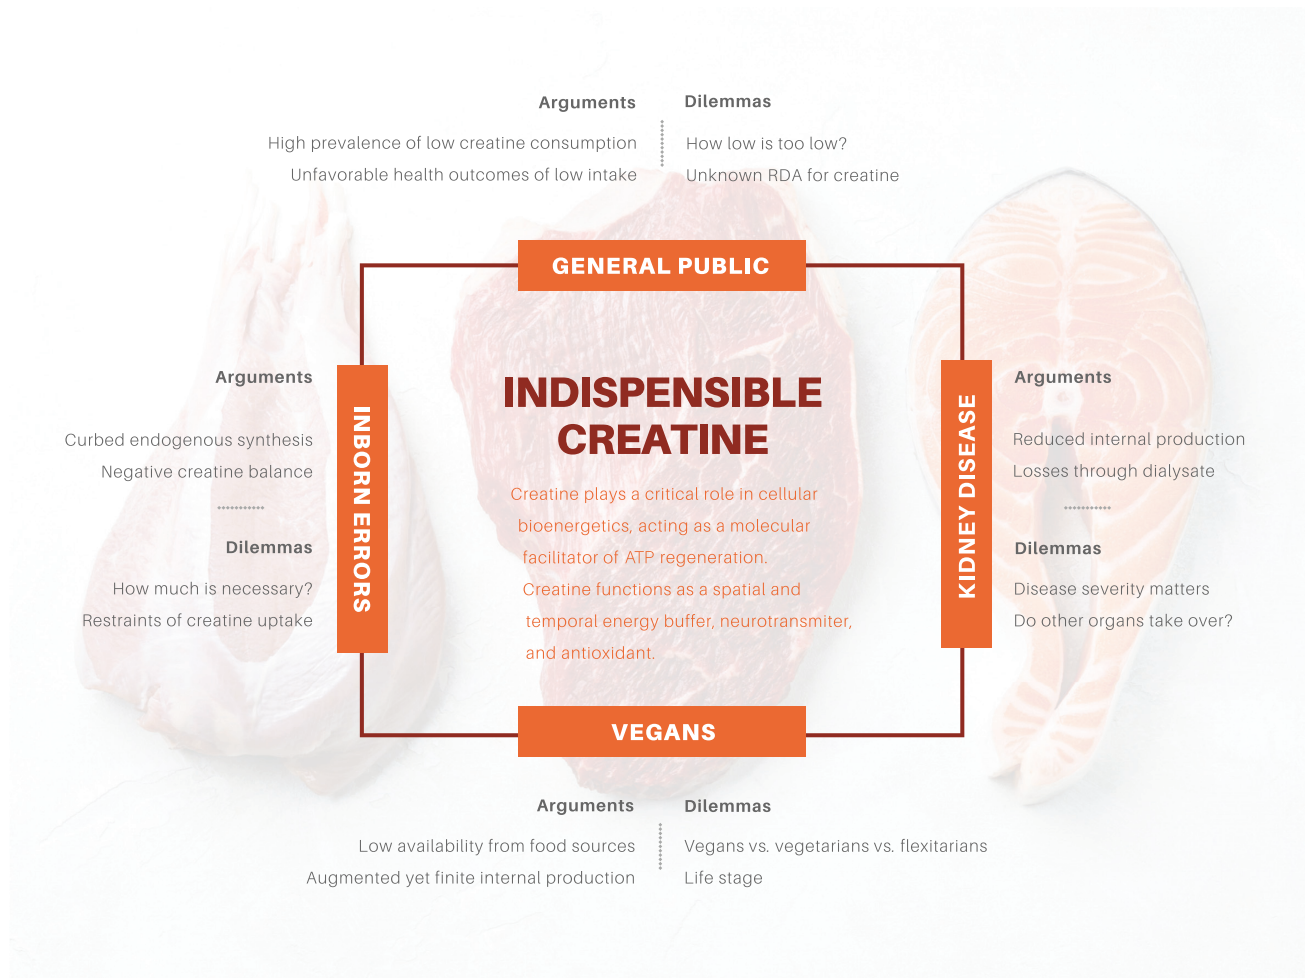 Arguments
High prevalence of low creatine consumption
Unfavorable health outcomes of low intake
Dilemmas
How low is too low?
Unknown RDA for creatine
GENERAL PUBLIC
Arguments
Curbed endogenous synthesis
Negative creatine balance
Dilemmas
How much is necessary?
Restraints of creatine uptake
INBORN ERRORS
INDISPENSIBLE
CREATINE
Creatine plays a critical role in cellular
bioenergetics, acting as a molecular
facilitator of ATP regeneration.
Creatine functions as a spatial and
temporal energy buffer, neurotransmiter,
and antioxidant.
KIDNEY DISEASE
Arguments
Reduced internal production
Losses through dialysate
Dilemmas
Disease severity matters
Do other organs take over?
VEGANS
Arguments
Low availability from food sources
Augmented yet finite internal production
Dilemmas
Vegans vs. vegetarians vs. flexitarians
Life stage